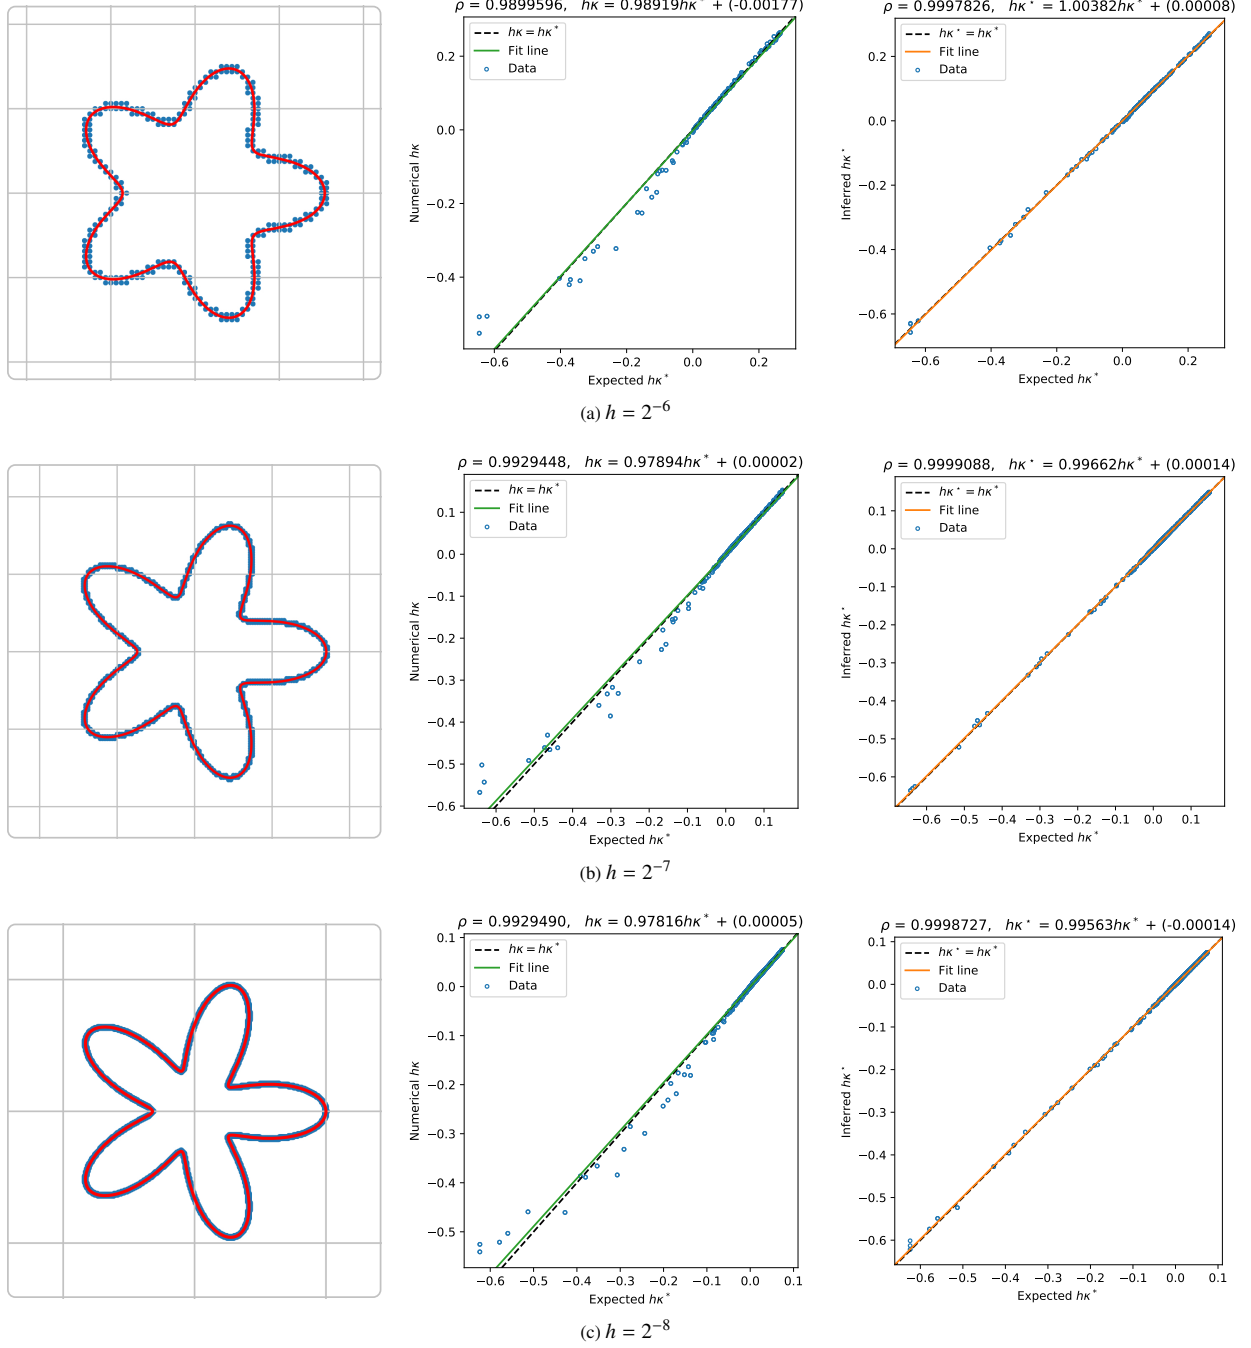 ρ = 0.9899596, hκ = 0.98919hκ* + (-0.00177)
hκ = hκ*
Fit line
Data
0.2
0.0
−0.2
−0.4
Numerical hκ
−0.6 −0.4 −0.2 0.0 0.2
Expected hκ*
ρ = 0.9997826, hκ⋆ = 1.00382hκ* + (0.00008)
hκ⋆ = hκ*
Fit line
Data
0.2
0.0
−0.2
−0.4
−0.6
Inferred hκ⋆
−0.6 −0.4 −0.2 0.0 0.2
Expected hκ*
(a) h = 2⁻⁶
ρ = 0.9929448, hκ = 0.97894hκ* + (0.00002)
hκ = hκ*
Fit line
Data
0.1
0.0
−0.1
−0.2
−0.3
−0.4
−0.5
−0.6
Numerical hκ
−0.6 −0.5 −0.4 −0.3 −0.2 −0.1 0.0 0.1
Expected hκ*
ρ = 0.9999088, hκ⋆ = 0.99662hκ* + (0.00014)
hκ⋆ = hκ*
Fit line
Data
0.1
0.0
−0.1
−0.2
−0.3
−0.4
−0.5
−0.6
Inferred hκ⋆
−0.6 −0.5 −0.4 −0.3 −0.2 −0.1 0.0 0.1
Expected hκ*
(b) h = 2⁻⁷
ρ = 0.9929490, hκ = 0.97816hκ* + (0.00005)
hκ = hκ*
Fit line
Data
0.1
0.0
−0.1
−0.2
−0.3
−0.4
−0.5
Numerical hκ
−0.6 −0.5 −0.4 −0.3 −0.2 −0.1 0.0 0.1
Expected hκ*
ρ = 0.9998727, hκ⋆ = 0.99563hκ* + (-0.00014)
hκ⋆ = hκ*
Fit line
Data
0.1
0.0
−0.1
−0.2
−0.3
−0.4
−0.5
−0.6
Inferred hκ⋆
−0.6 −0.5 −0.4 −0.3 −0.2 −0.1 0.0 0.1
Expected hκ*
(c) h = 2⁻⁸